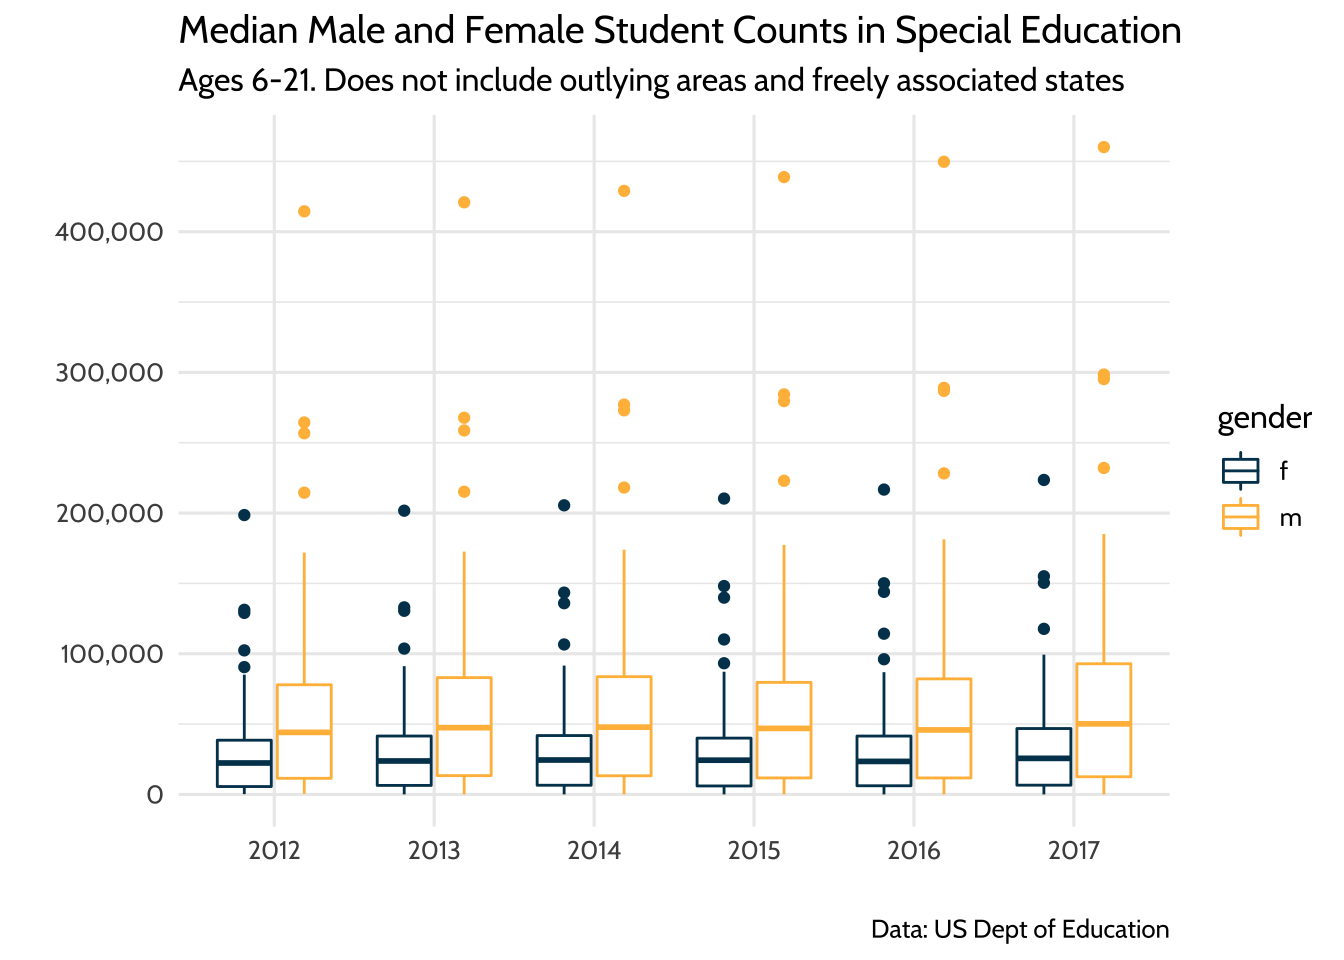 Median Male and Female Student Counts in Special Education
Ages 6-21. Does not include outlying areas and freely associated states
400,000
300,000
200,000
100,000
0
2012 2013 2014 2015 2016 2017
gender
f
m
Data: US Dept of Education